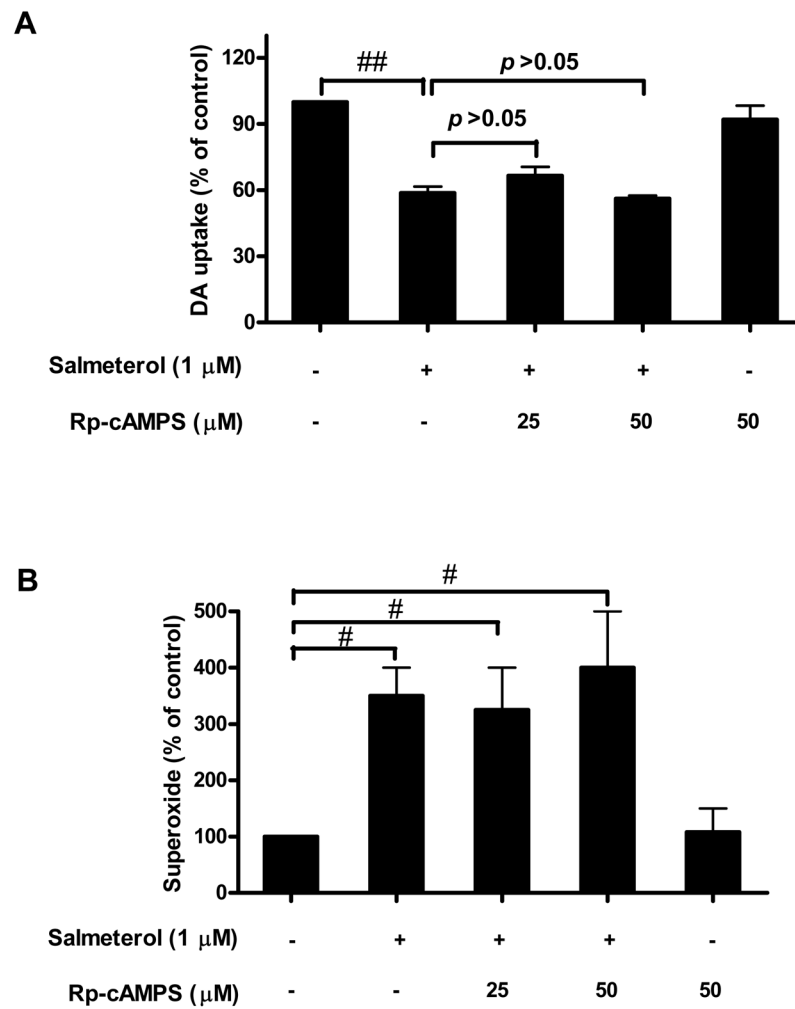 A
DA uptake (% of control)
120
90
60
30
0
##
p >0.05
p >0.05
Salmeterol (1 μM) - + + + -
Rp-cAMPS (μM) - - 25 50 50
B
Superoxide (% of control)
500
400
300
200
100
0
#
#
#
Salmeterol (1 μM) - + + + -
Rp-cAMPS (μM) - - 25 50 50